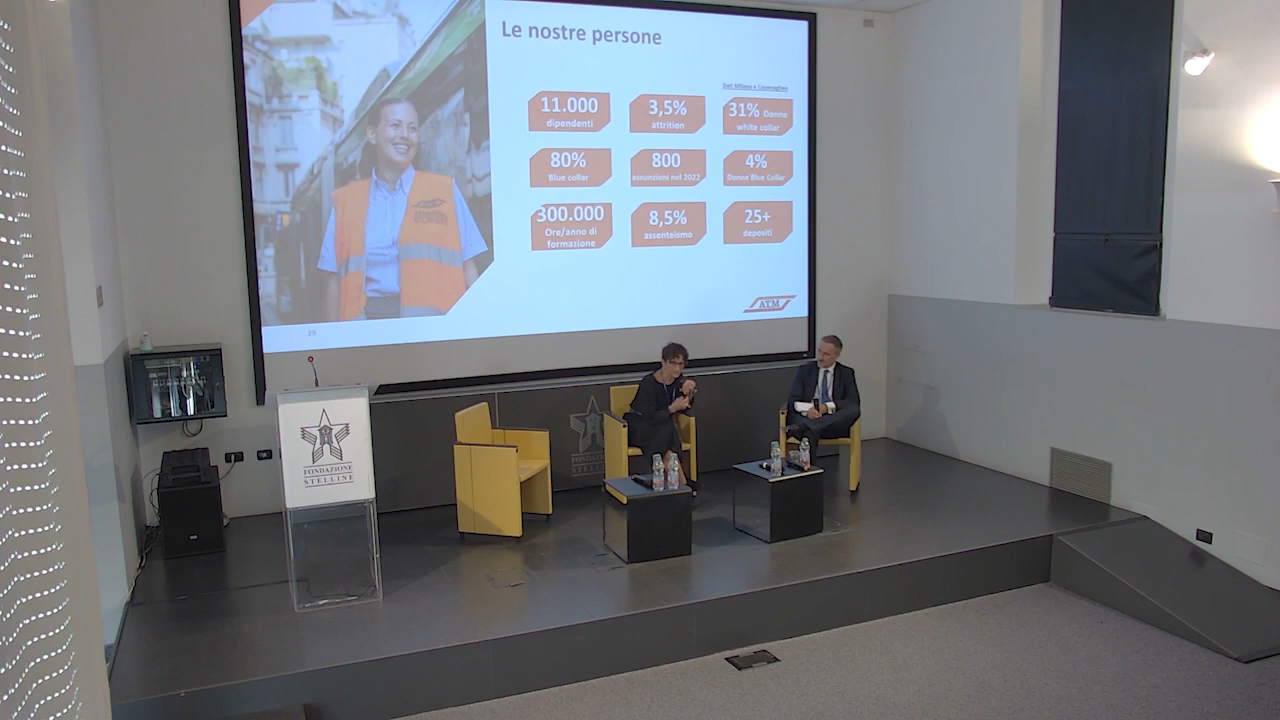 Le nostre persone
Dati Milano e Copenaghen
11.000
dipendenti
3,5%
attrition
31% Donne
white collar
80%
Blue collar
800
assunzioni nel 2022
4%
Donne Blue Collar
300.000
Ore/anno di
formazione
8,5%
assenteismo
25+
depositi
ATM
29
FONDAZIONE
STELLINE
STELLINE